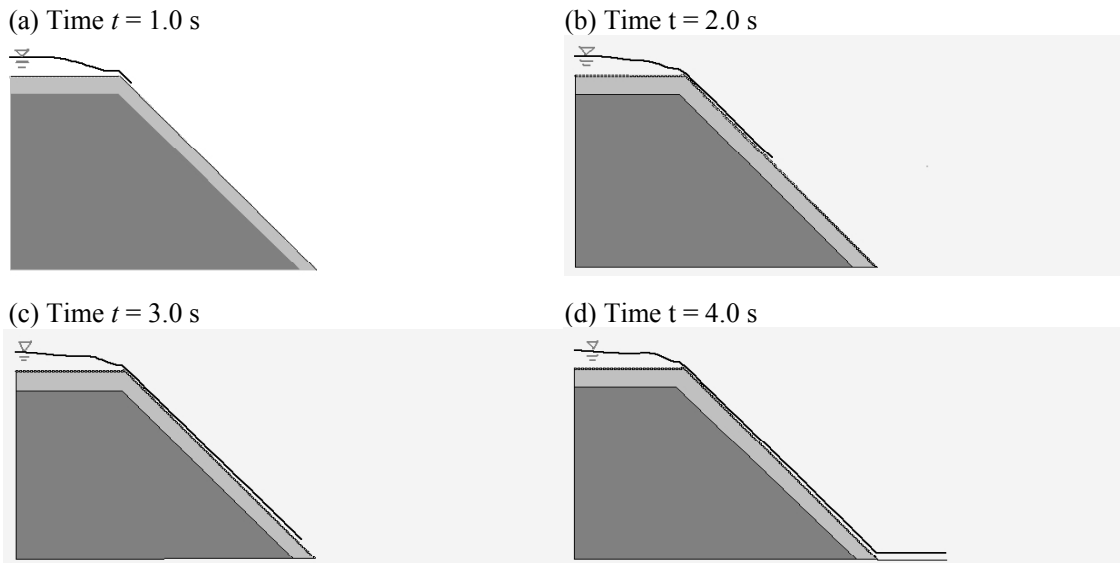 (a) Time t = 1.0 s
(b) Time t = 2.0 s
(c) Time t = 3.0 s
(d) Time t = 4.0 s